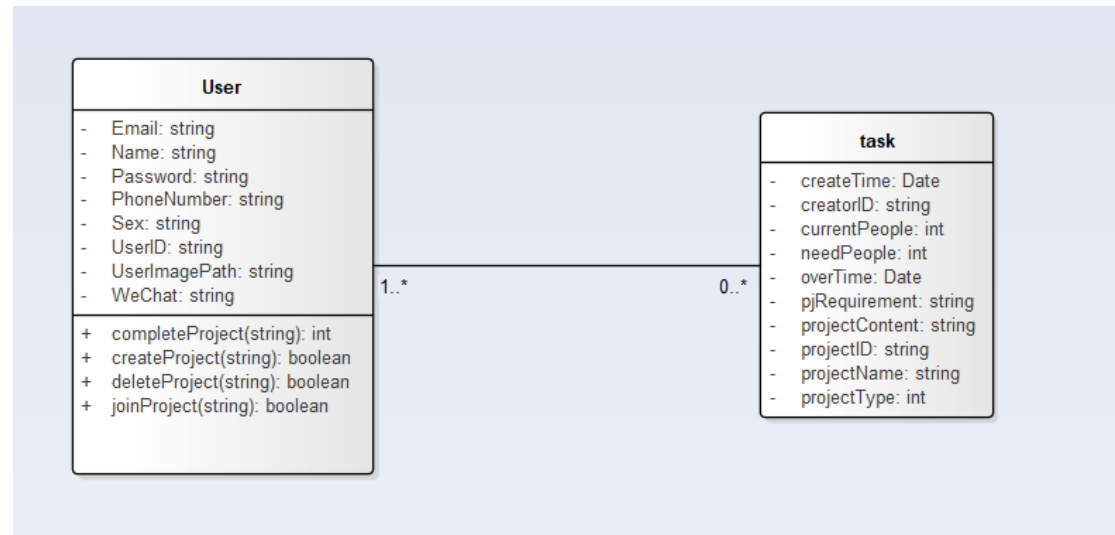 User
- Email: string
- Name: string
- Password: string
- PhoneNumber: string
- Sex: string
- UserID: string
- UserImagePath: string
- WeChat: string
+ completeProject(string): int
+ createProject(string): boolean
+ deleteProject(string): boolean
+ joinProject(string): boolean
1..*
0..*
task
- createTime: Date
- creatorID: string
- currentPeople: int
- needPeople: int
- overTime: Date
- pjRequirement: string
- projectContent: string
- projectID: string
- projectName: string
- projectType: int